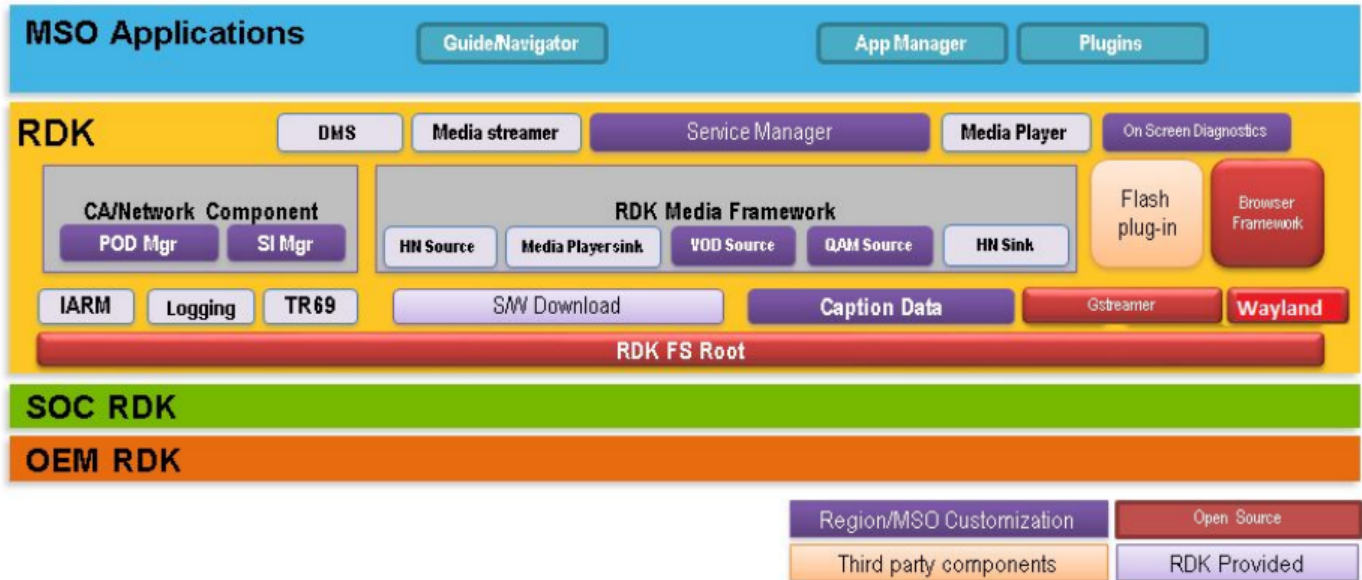 MSO Applications
Guide/Navigator
App Manager
Plugins
RDK
DMS
Media streamer
Service Manager
Media Player
On Screen Diagnostics
CA/Network Component
POD Mgr
SI Mgr
RDK Media Framework
HN Source
Media Playersink
VOD Source
QAM Source
HN Sink
Flash
plug-in
Browser
Framework
IARM
Logging
TR69
S/W Download
Caption Data
Gstreamer
Wayland
RDK FS Root
SOC RDK
OEM RDK
Region/MSO Customization
Open Source
Third party components
RDK Provided